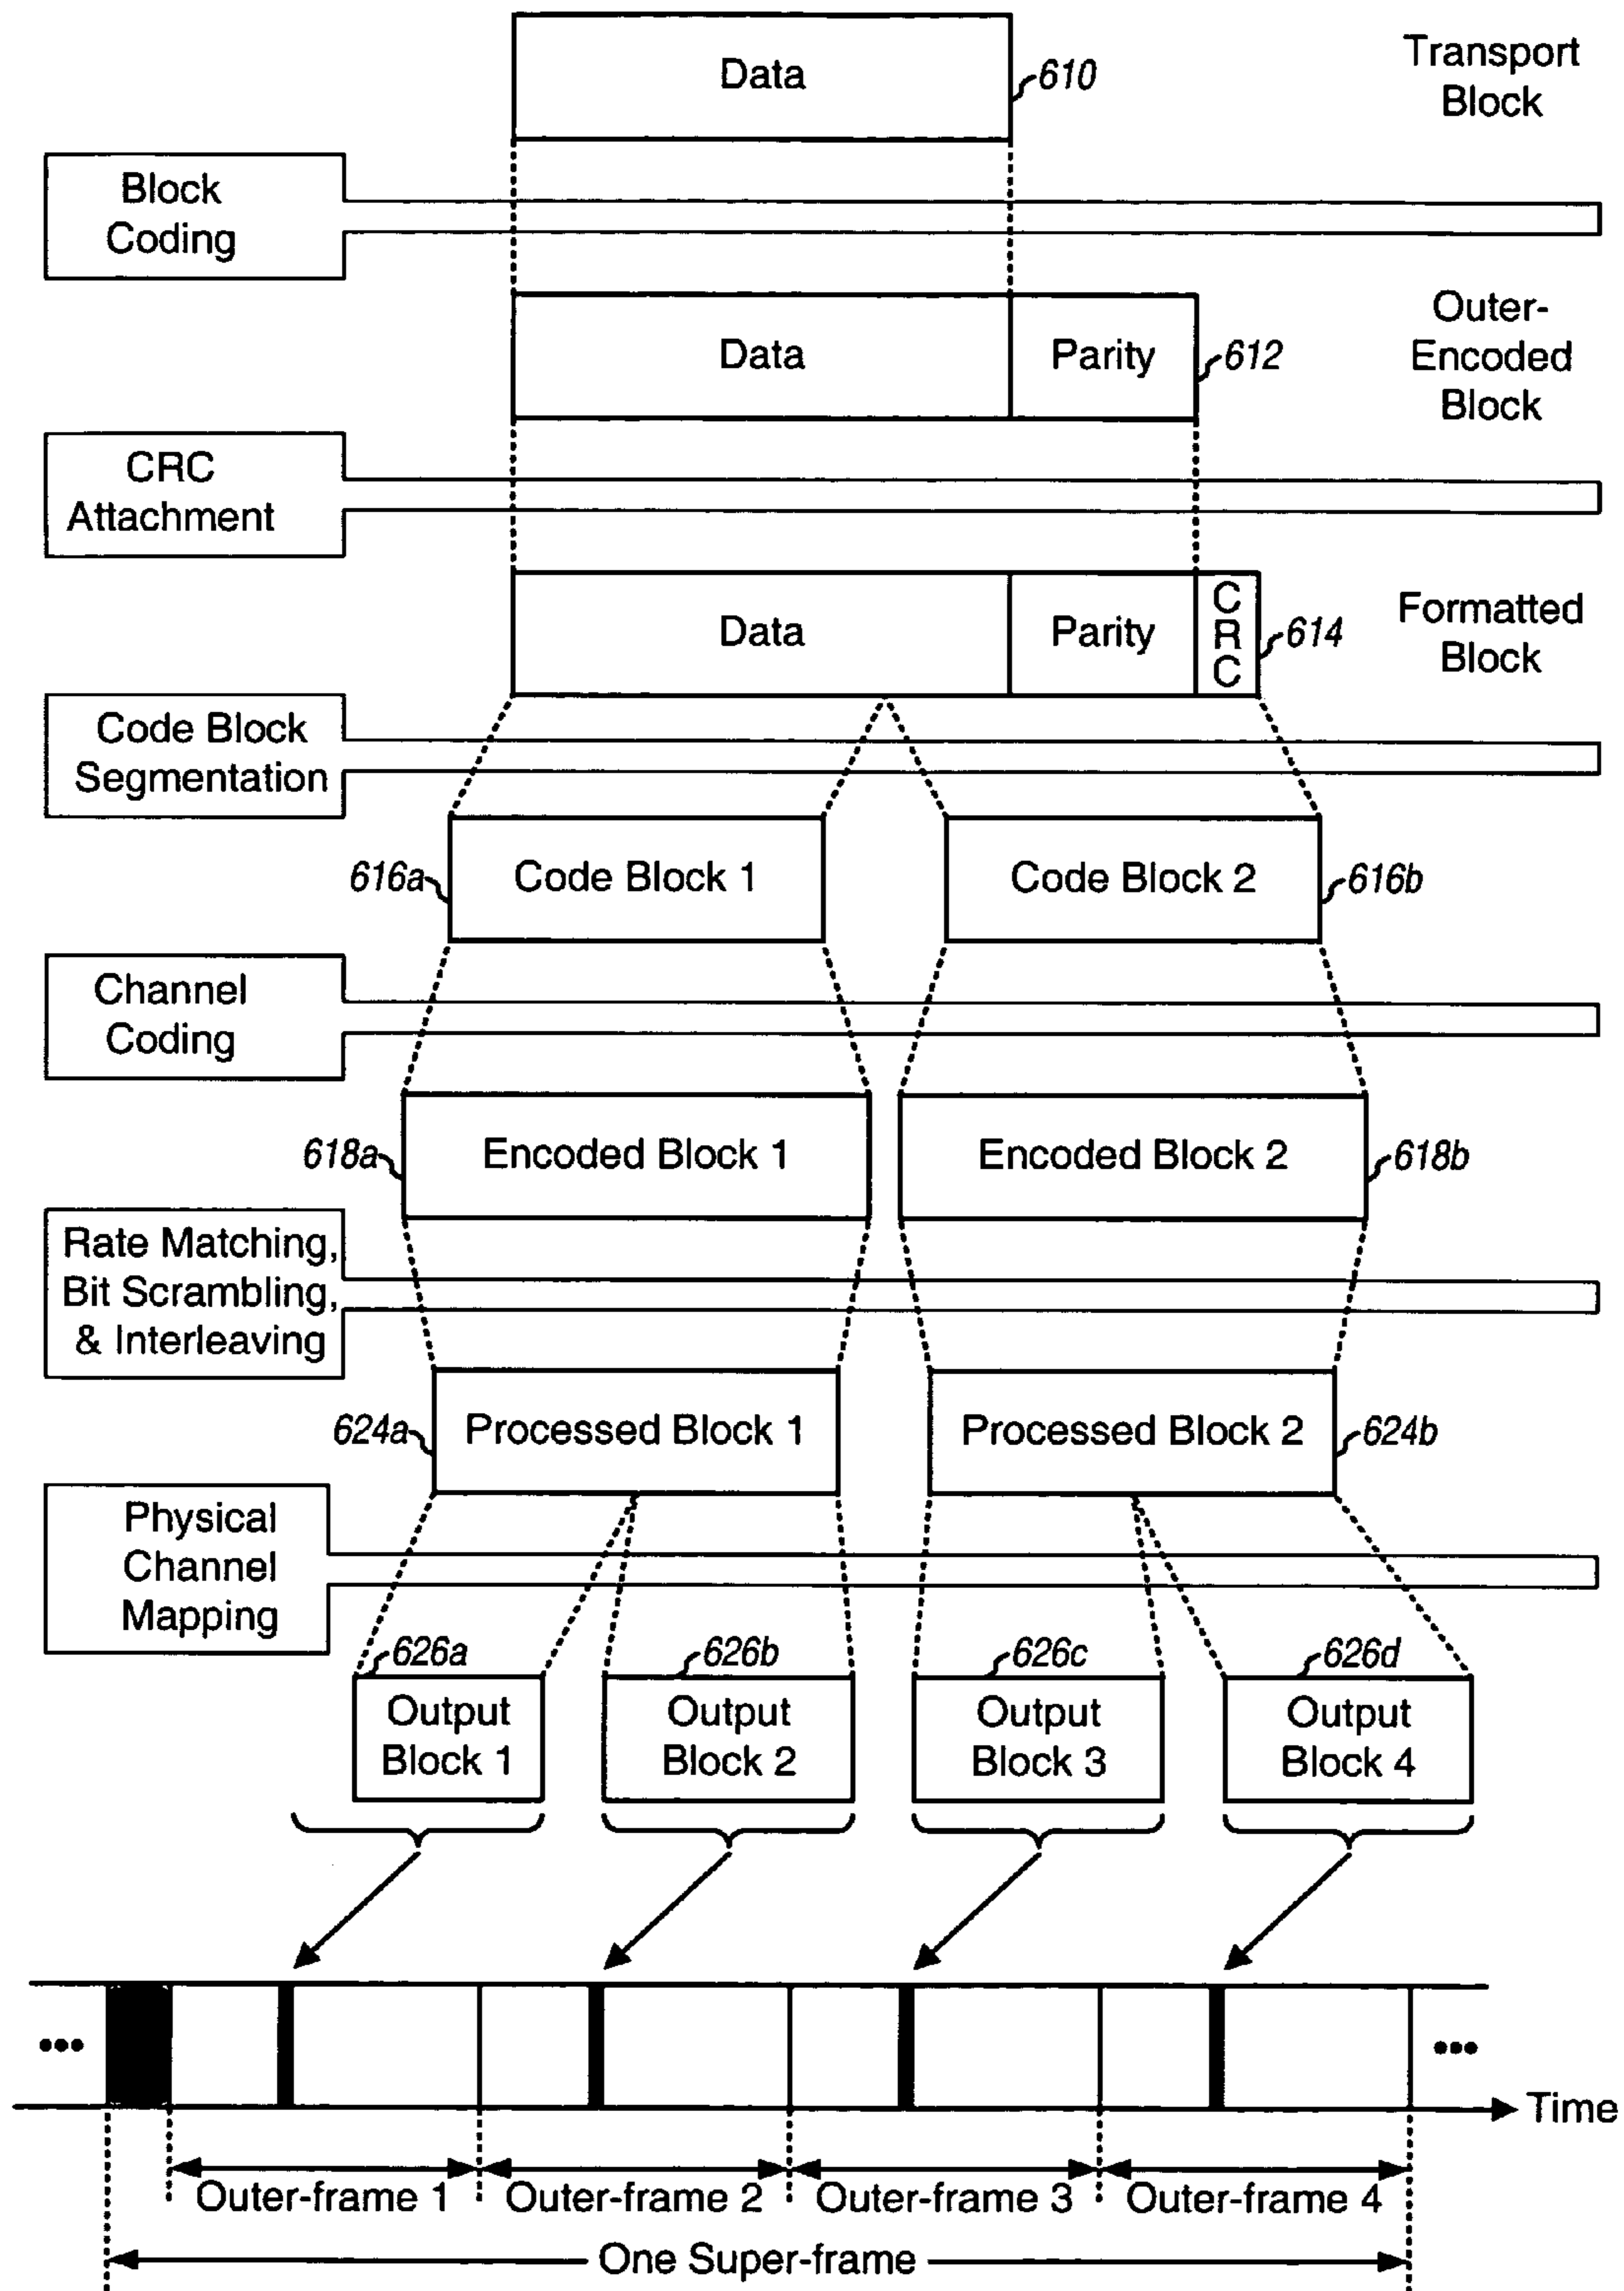 Data
610
Transport
Block
Block
Coding
Data
Parity
612
Outer-
Encoded
Block
CRC
Attachment
Data
Parity
C
R
C
614
Formatted
Block
Code Block
Segmentation
616a
Code Block 1
Code Block 2
616b
Channel
Coding
618a
Encoded Block 1
Encoded Block 2
618b
Rate Matching,
Bit Scrambling,
& Interleaving
624a
Processed Block 1
Processed Block 2
624b
Physical
Channel
Mapping
626a
626b
626c
626d
Output
Block 1
Output
Block 2
Output
Block 3
Output
Block 4
•••
•••
Time
Outer-frame 1
Outer-frame 2
Outer-frame 3
Outer-frame 4
One Super-frame